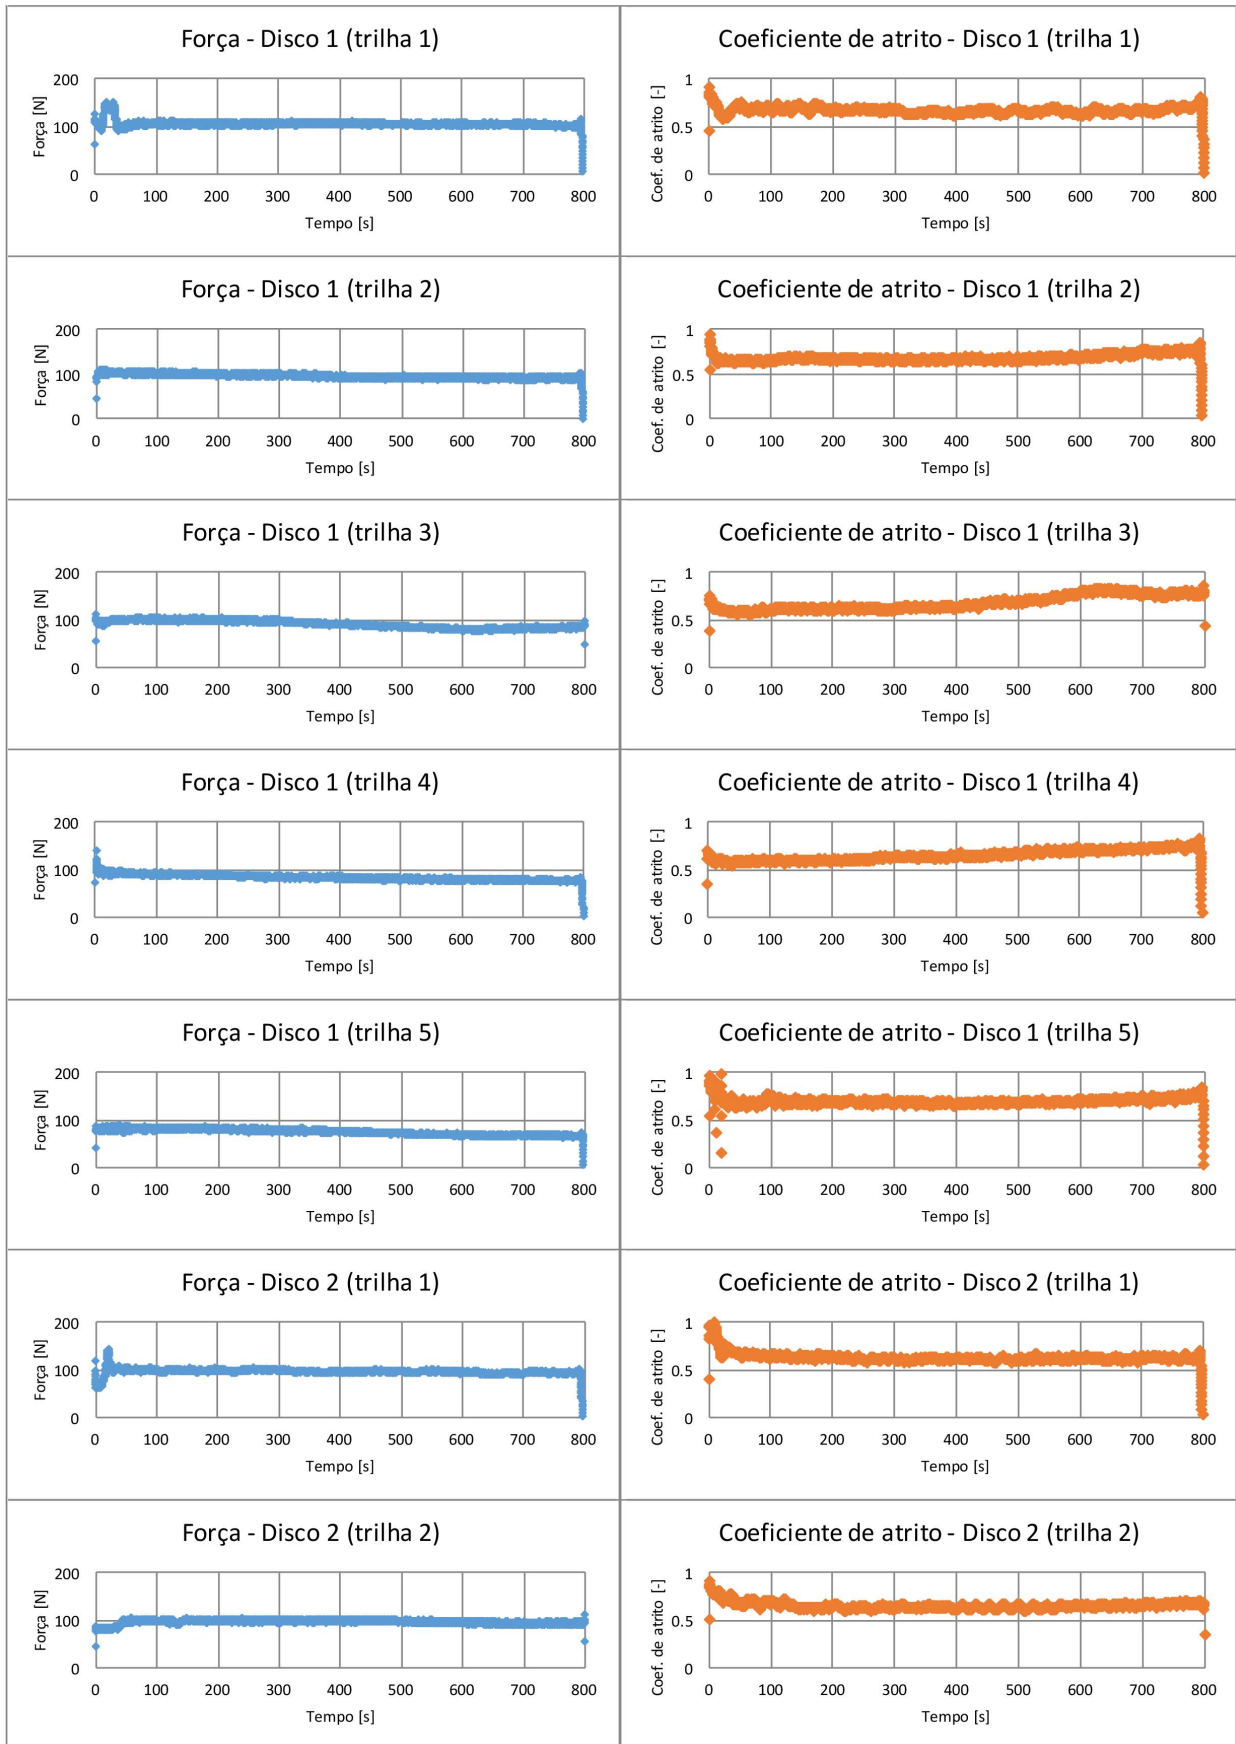 Força - Disco 1 (trilha 1)
Força [N]
200
100
0
0 100 200 300 400 500 600 700 800
Tempo [s]
Coeficiente de atrito - Disco 1 (trilha 1)
Coef. de atrito [-]
1
0.5
0
0 100 200 300 400 500 600 700 800
Tempo [s]
Força - Disco 1 (trilha 2)
Força [N]
200
100
0
0 100 200 300 400 500 600 700 800
Tempo [s]
Coeficiente de atrito - Disco 1 (trilha 2)
Coef. de atrito [-]
1
0.5
0
0 100 200 300 400 500 600 700 800
Tempo [s]
Força - Disco 1 (trilha 3)
Força [N]
200
100
0
0 100 200 300 400 500 600 700 800
Tempo [s]
Coeficiente de atrito - Disco 1 (trilha 3)
Coef. de atrito [-]
1
0.5
0
0 100 200 300 400 500 600 700 800
Tempo [s]
Força - Disco 1 (trilha 4)
Força [N]
200
100
0
0 100 200 300 400 500 600 700 800
Tempo [s]
Coeficiente de atrito - Disco 1 (trilha 4)
Coef. de atrito [-]
1
0.5
0
0 100 200 300 400 500 600 700 800
Tempo [s]
Força - Disco 1 (trilha 5)
Força [N]
200
100
0
0 100 200 300 400 500 600 700 800
Tempo [s]
Coeficiente de atrito - Disco 1 (trilha 5)
Coef. de atrito [-]
1
0.5
0
0 100 200 300 400 500 600 700 800
Tempo [s]
Força - Disco 2 (trilha 1)
Força [N]
200
100
0
0 100 200 300 400 500 600 700 800
Tempo [s]
Coeficiente de atrito - Disco 2 (trilha 1)
Coef. de atrito [-]
1
0.5
0
0 100 200 300 400 500 600 700 800
Tempo [s]
Força - Disco 2 (trilha 2)
Força [N]
200
100
0
0 100 200 300 400 500 600 700 800
Tempo [s]
Coeficiente de atrito - Disco 2 (trilha 2)
Coef. de atrito [-]
1
0.5
0
0 100 200 300 400 500 600 700 800
Tempo [s]